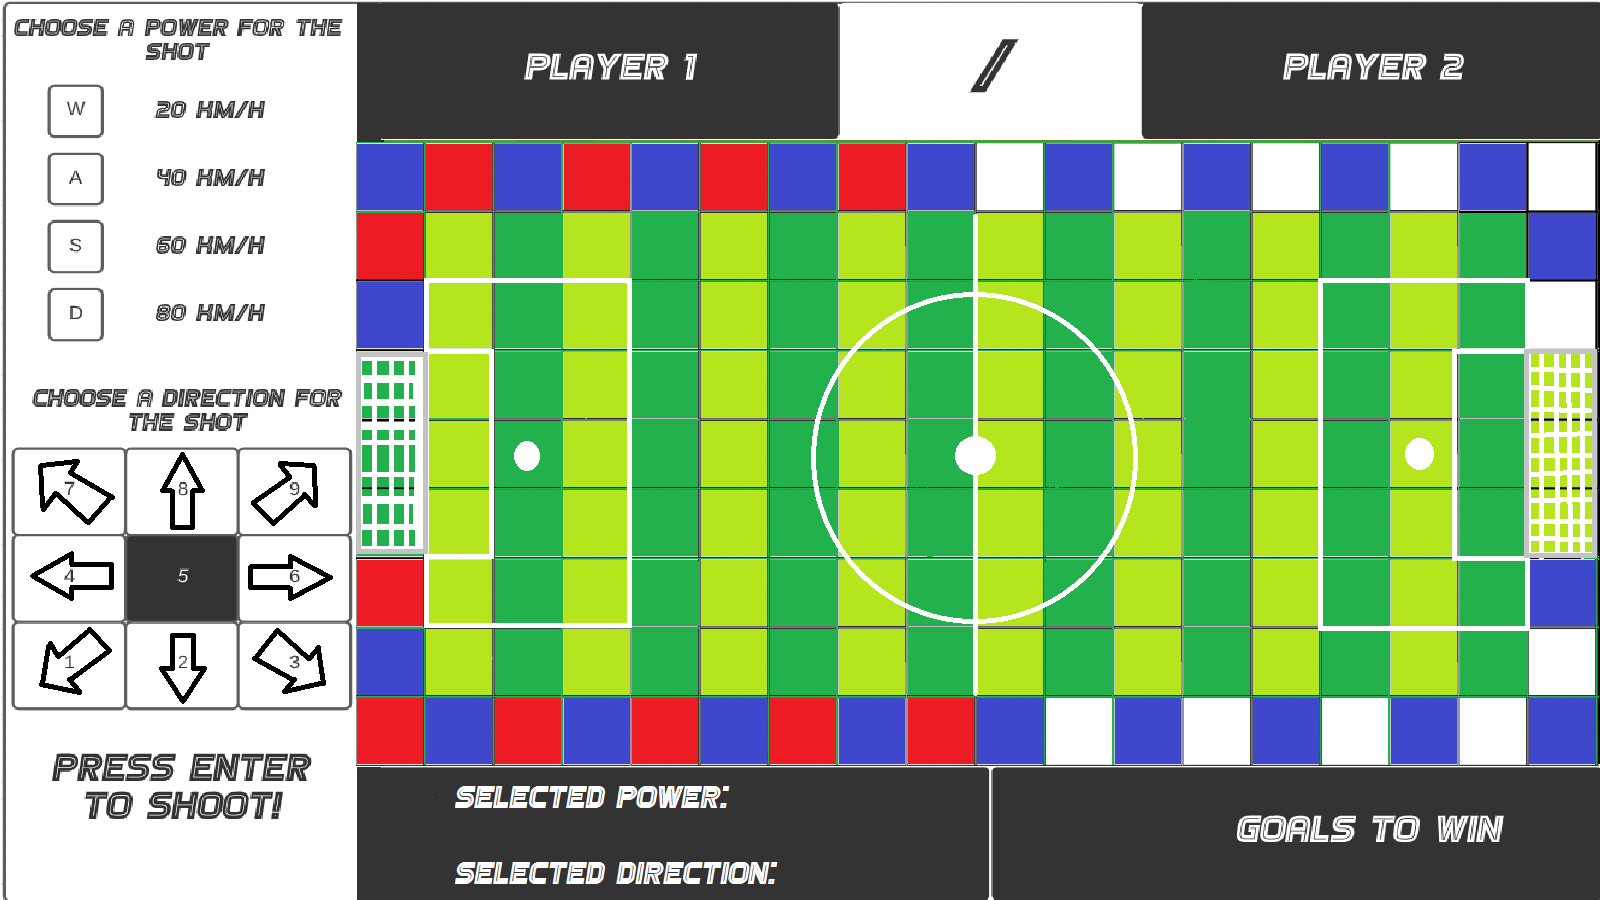 CHOOSE A POWER FOR THE
SHOT
W 20 KM/H
A 40 KM/H
S 60 KM/H
D 80 KM/H
CHOOSE A DIRECTION FOR
THE SHOT
7 8 9
4 5 6
1 2 3
PRESS ENTER
TO SHOOT!
PLAYER 1 / PLAYER 2
SELECTED POWER:
SELECTED DIRECTION:
GOALS TO WIN